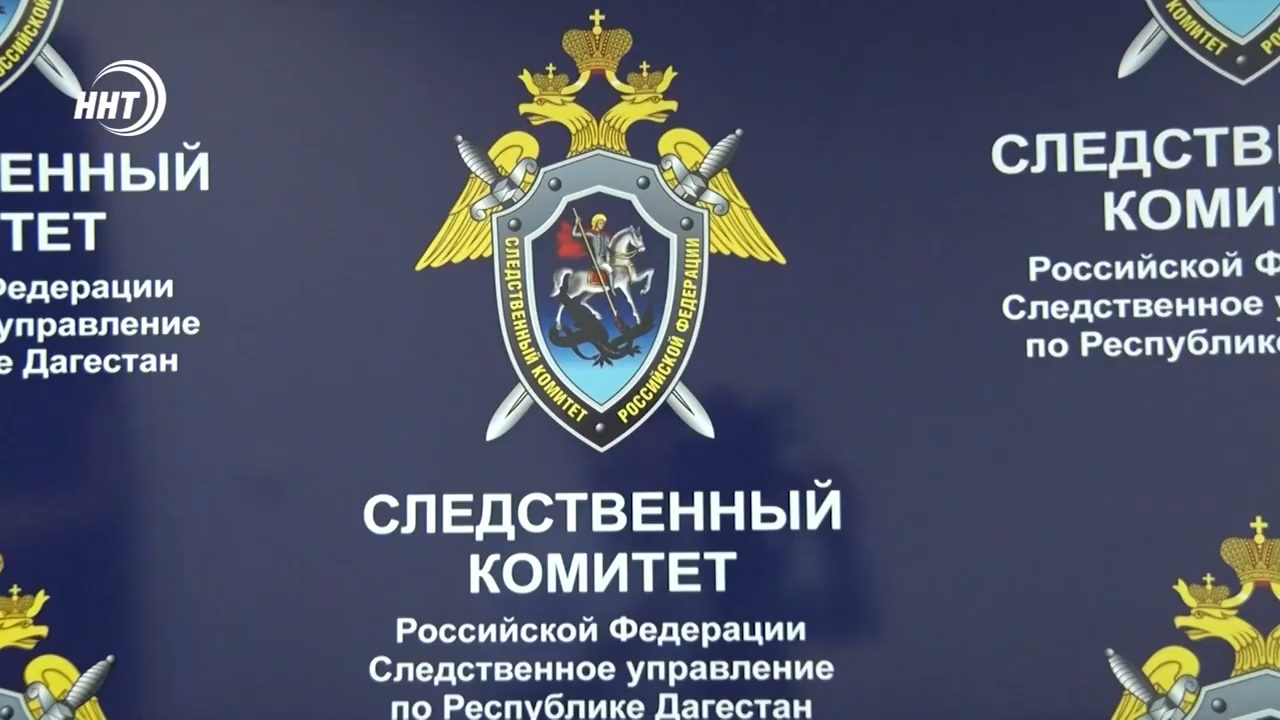 ННТ
ЕННЫЙ
ТЕТ
Федерации
управление
е Дагестан
СЛЕДСТВЕННЫЙ КОМИТЕТ
РОССИЙСКОЙ ФЕДЕРАЦИИ
СЛЕДСТВЕННЫЙ
КОМИТЕТ
Российской Федерации
Следственное управление
по Республике Дагестан
КОМИТЕТ
СЛЕДСТВ
КОМИ
Российской Ф
Следственное
по Республике